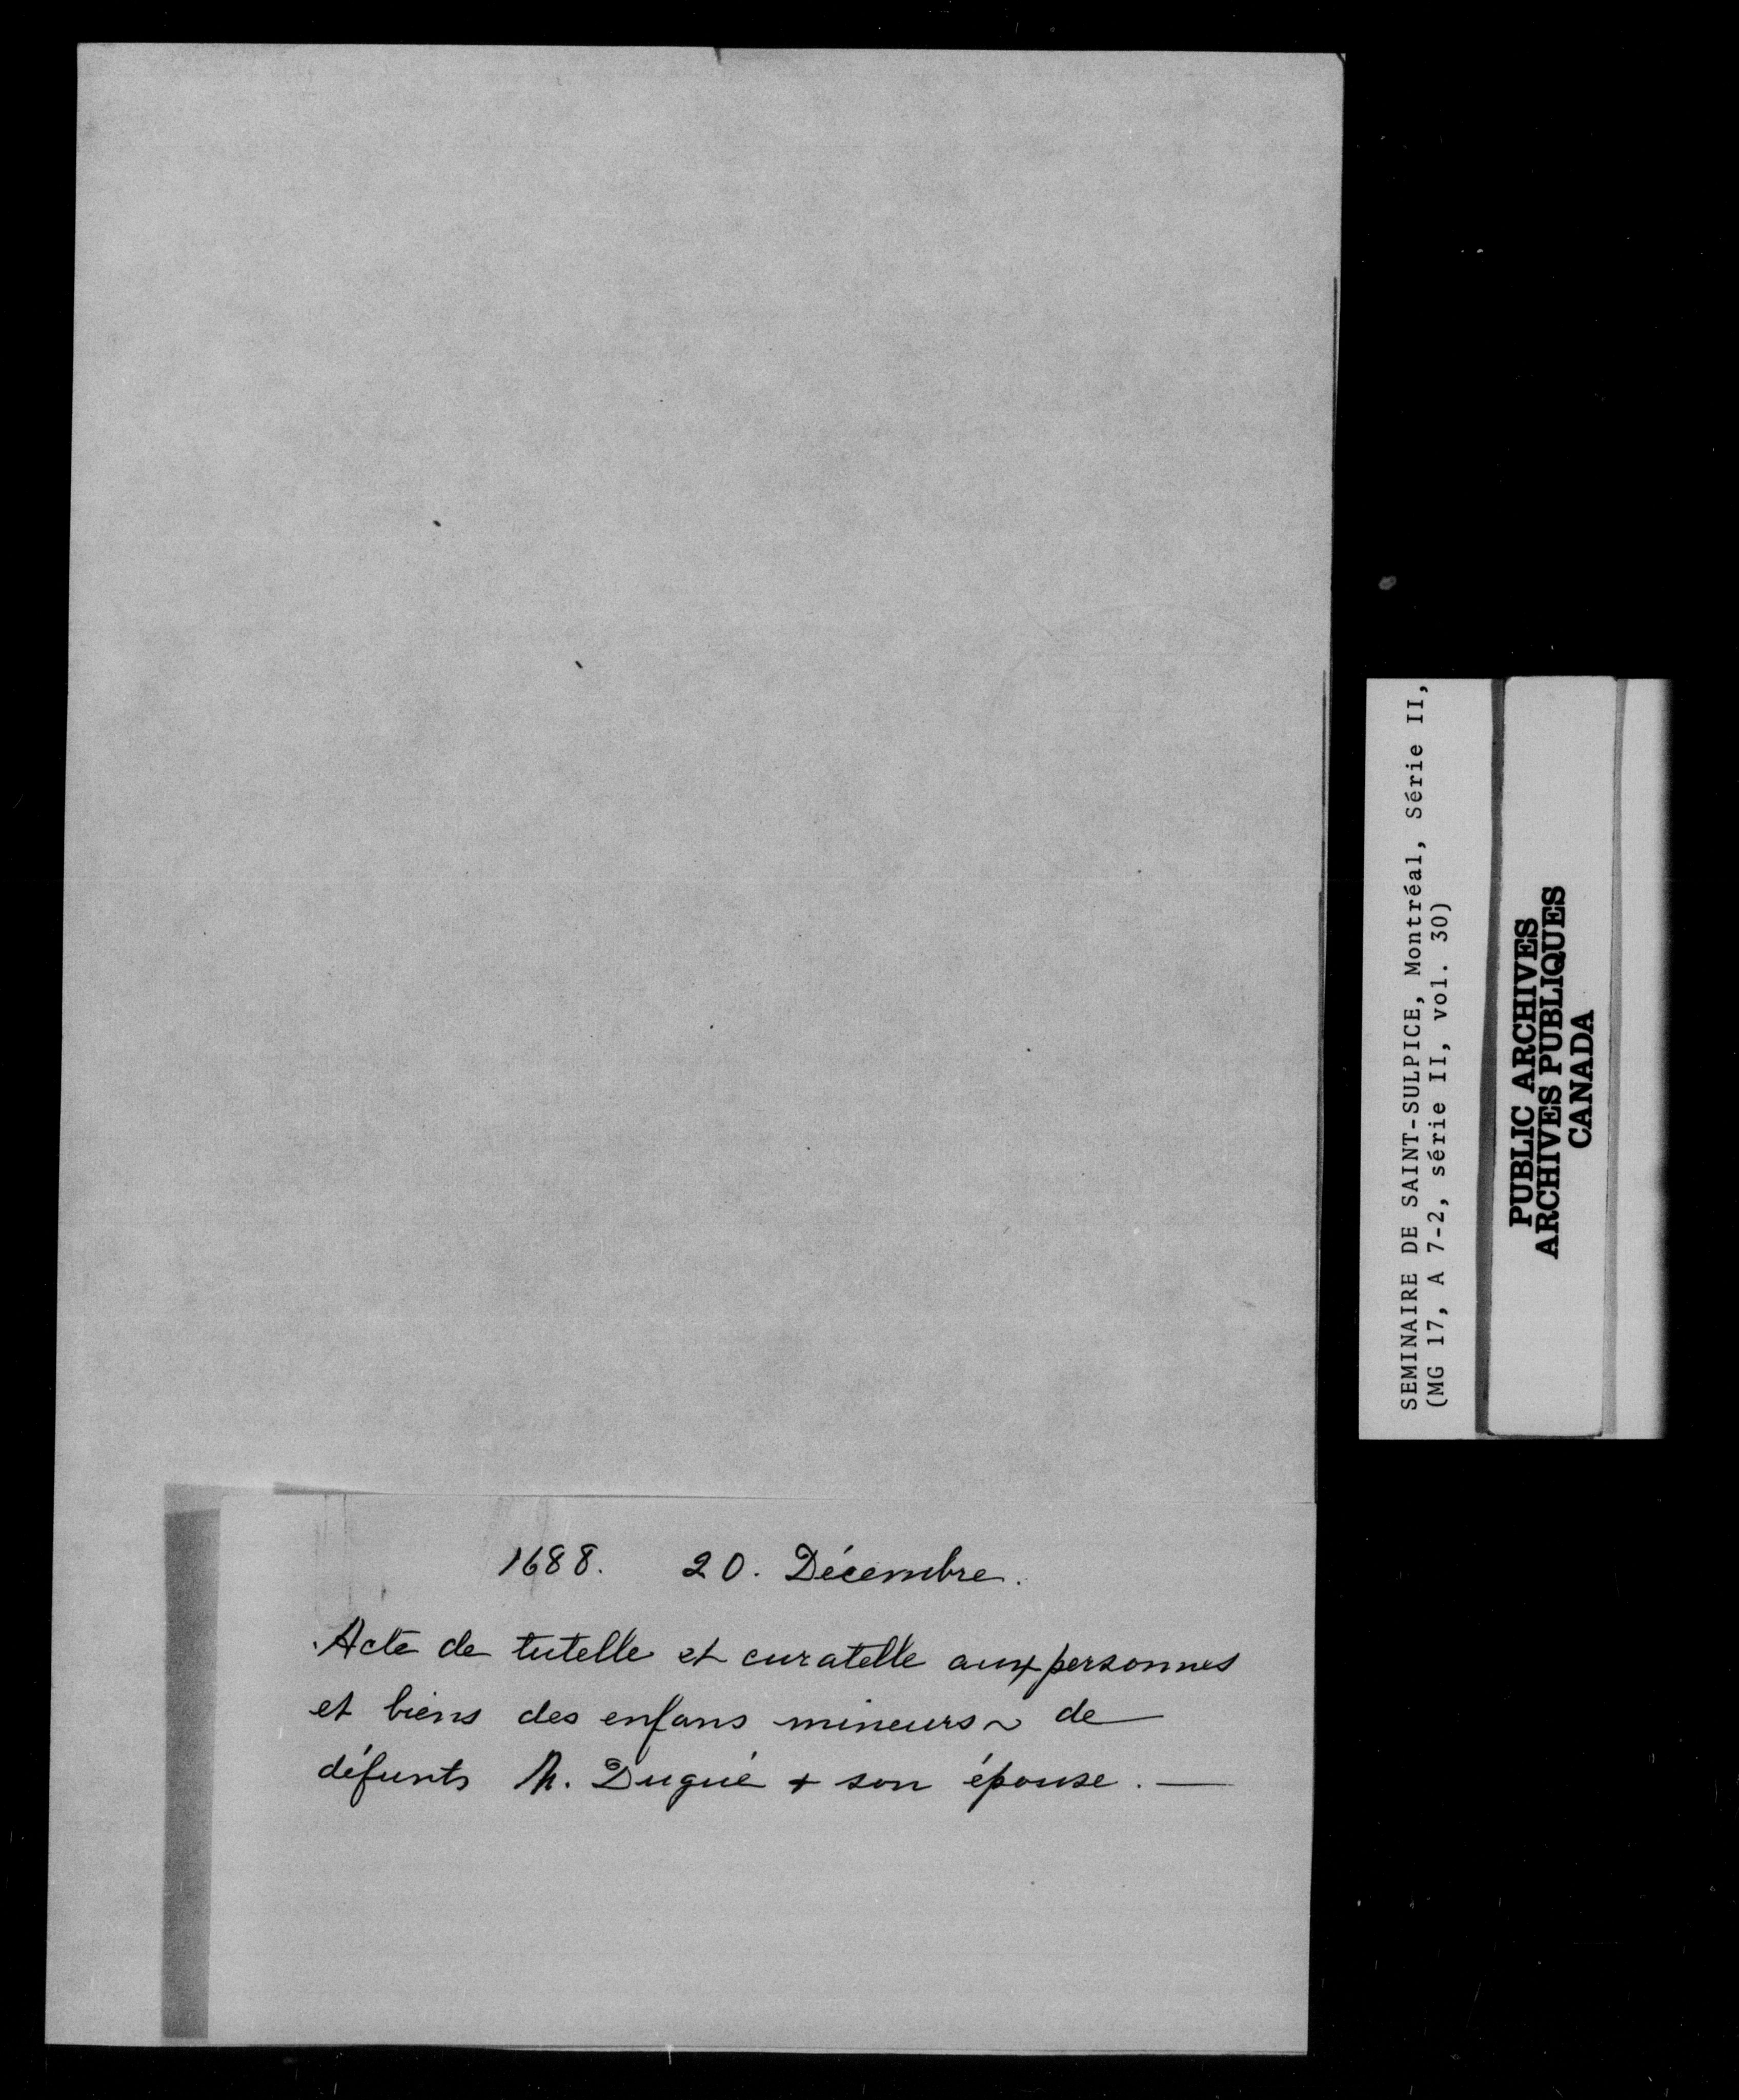 1688. 20. Décembre.
Acte de tutelle et curatelle aux personnes
et biens des enfans mineurs ~ de
défunts M. Dugué + son épouse. —
SEMINAIRE DE SAINT-SULPICE, Montréal, Série II,
(MG 17, A 7-2, série II, vol. 30)
PUBLIC ARCHIVES
ARCHIVES PUBLIQUES
CANADA